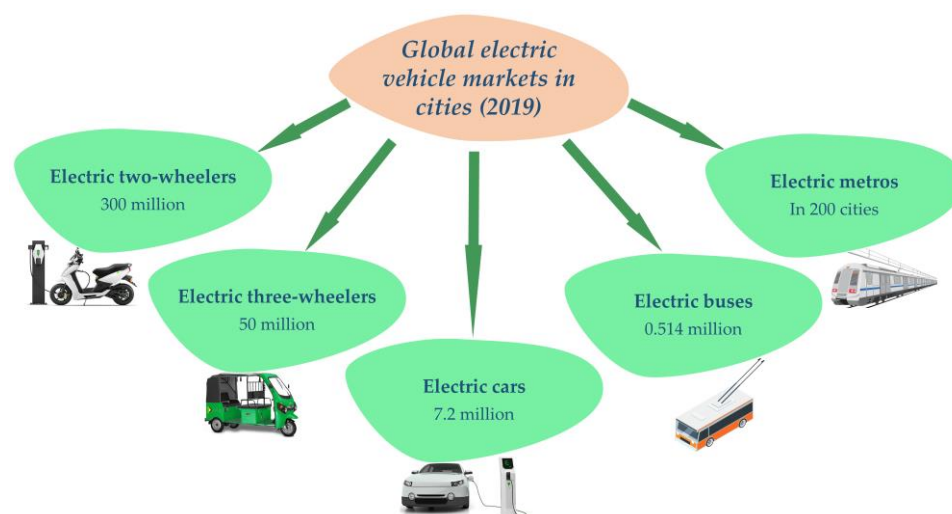 Global electric
vehicle markets in
cities (2019)
Electric two-wheelers
300 million
Electric three-wheelers
50 million
Electric cars
7.2 million
Electric buses
0.514 million
Electric metros
In 200 cities